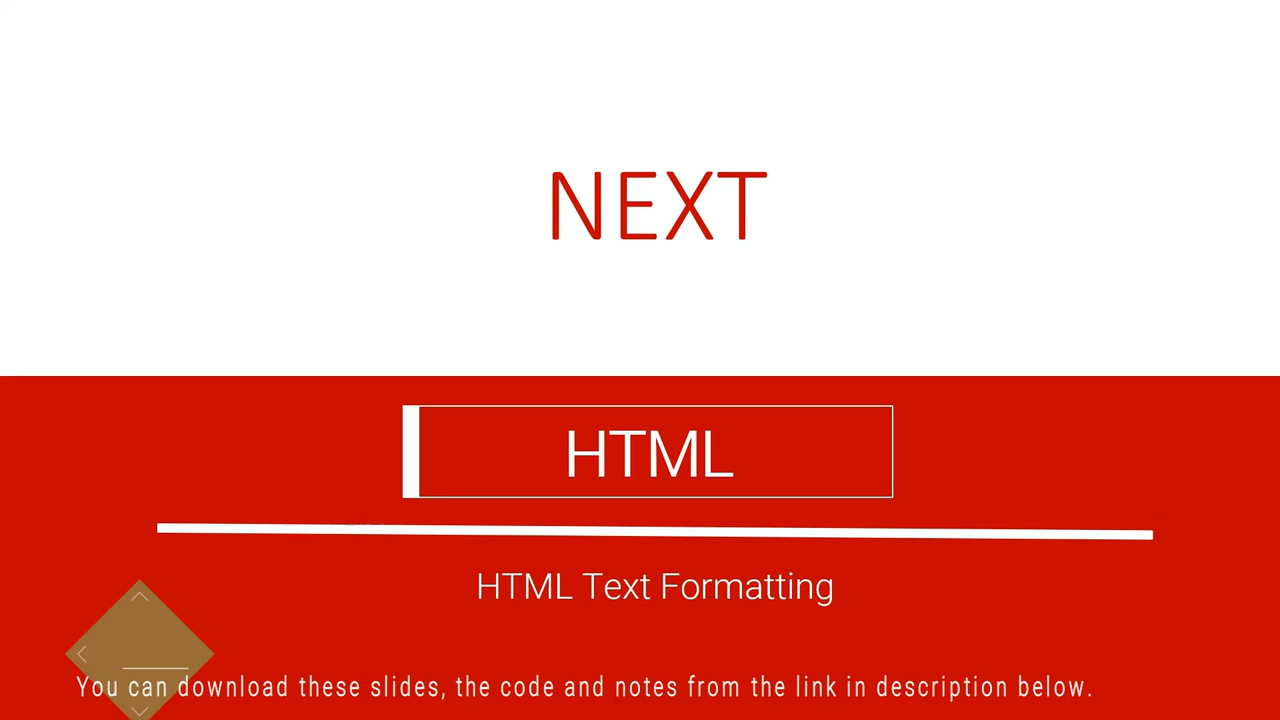 NEXT
HTML
HTML Text Formatting
You can download these slides, the code and notes from the link in description below.